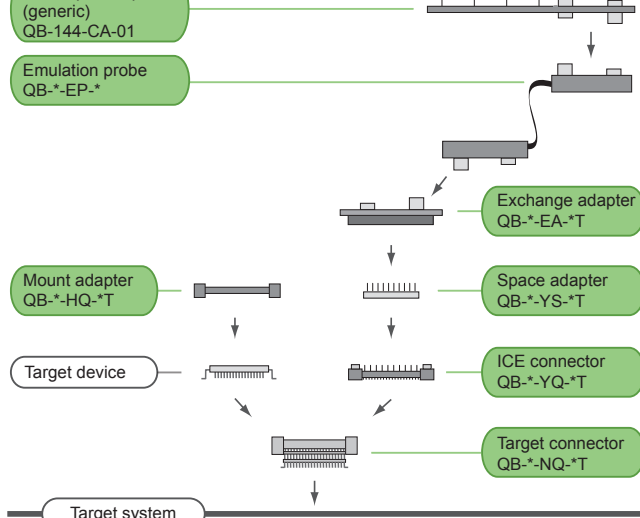 (generic)
QB-144-CA-01
Emulation probe
QB-*-EP-*
Exchange adapter
QB-*-EA-*T
Mount adapter
QB-*-HQ-*T
Space adapter
QB-*-YS-*T
Target device
ICE connector
QB-*-YQ-*T
Target connector
QB-*-NQ-*T
Target system